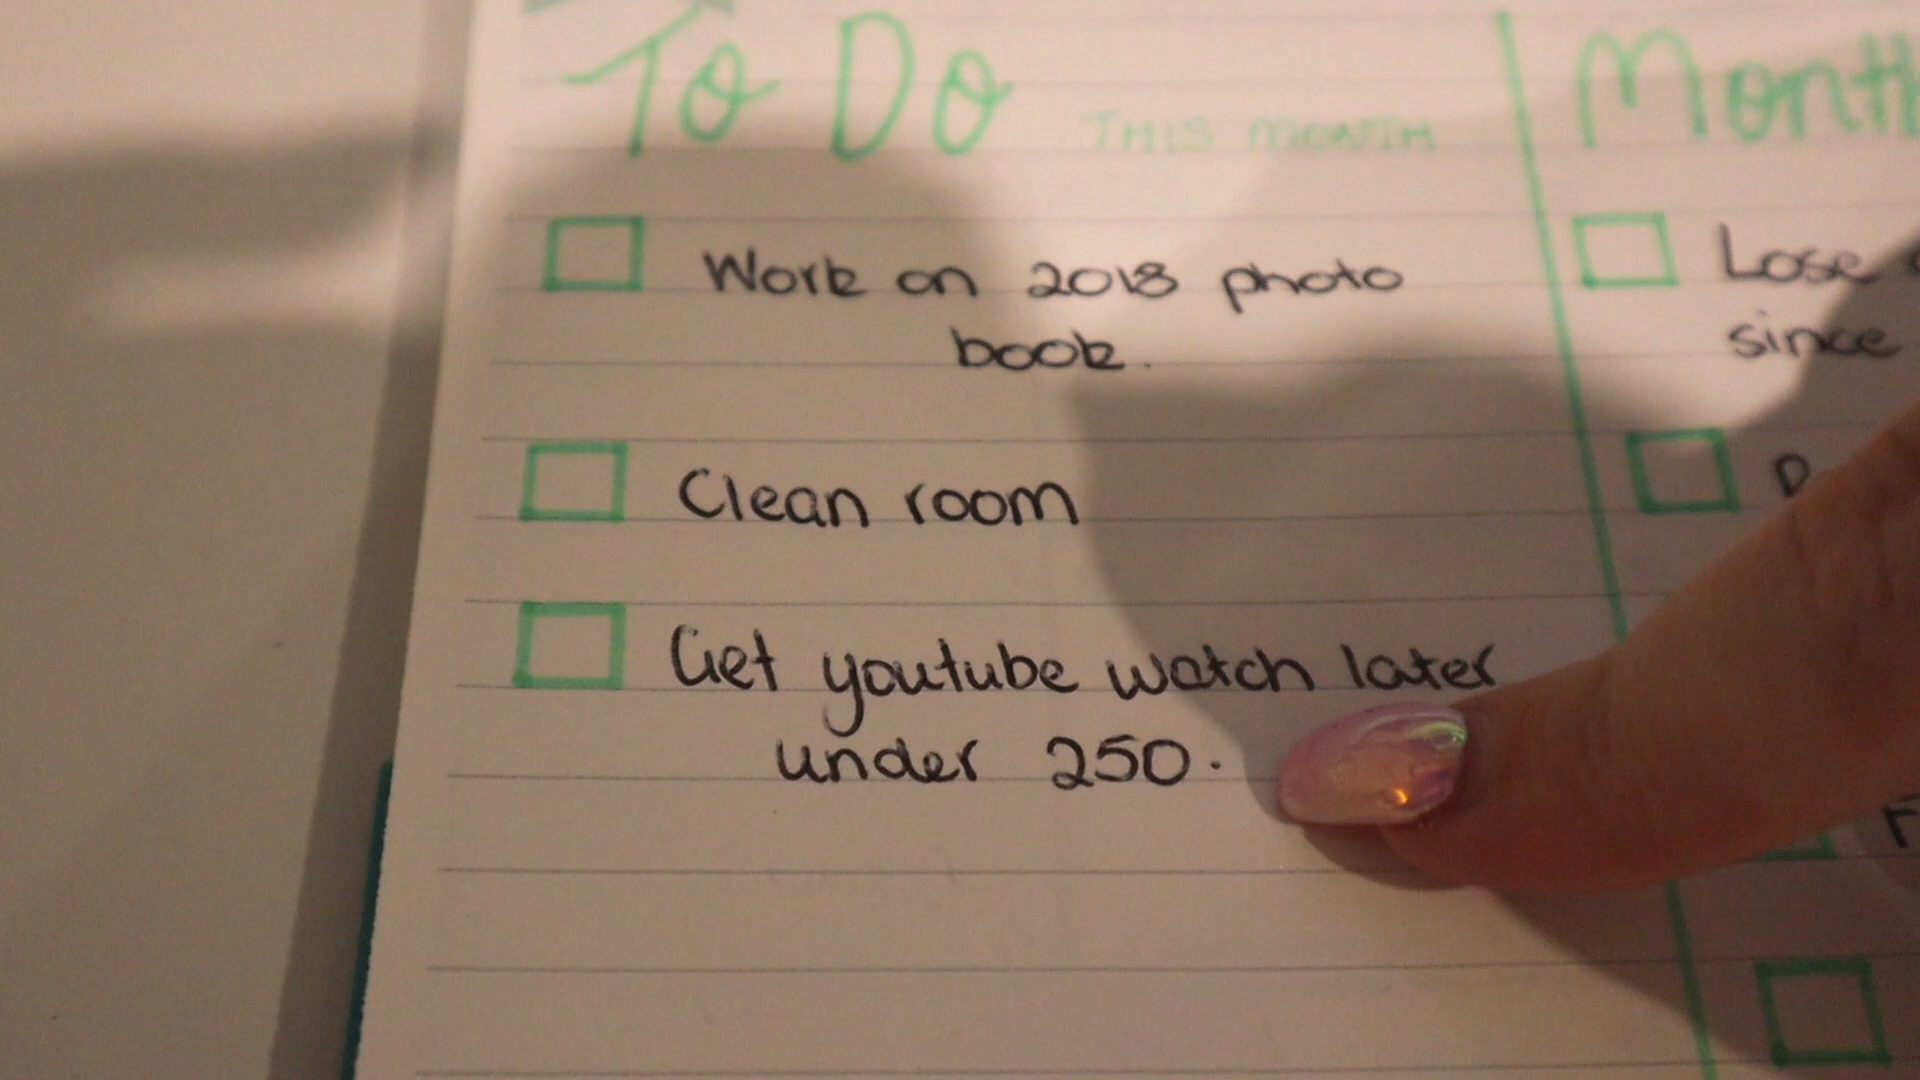 To Do THIS MONTH
Work on 2018 photo
book.
Clean room
Get youtube watch later
under 250.
Month
Lose
since